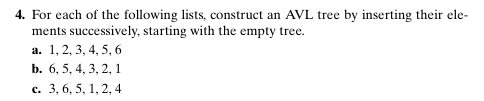 4. For each of the following lists, construct an AVL tree by inserting their ele-
ments successively, starting with the empty tree.
a. 1, 2, 3, 4, 5, 6
b. 6, 5, 4, 3, 2, 1
c. 3, 6, 5, 1, 2, 4